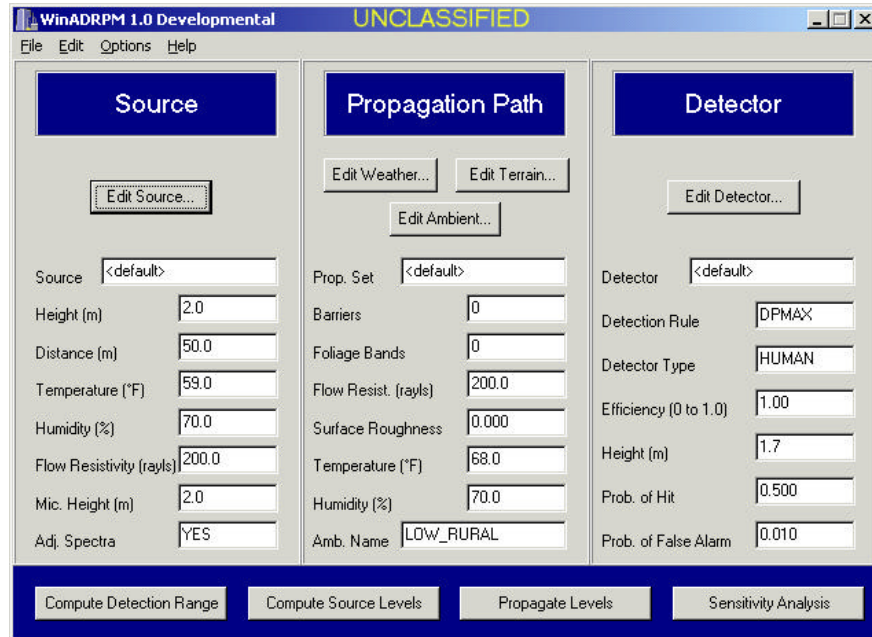 WinADRPM 1.0 Developmental UNCLASSIFIED
File Edit Options Help
Source
Edit Source...
Source <default>
Height (m) 2.0
Distance (m) 50.0
Temperature (°F) 59.0
Humidity (%) 70.0
Flow Resistivity (rayls) 200.0
Mic. Height (m) 2.0
Adj. Spectra YES
Propagation Path
Edit Weather... Edit Terrain...
Edit Ambient...
Prop. Set <default>
Barriers 0
Foliage Bands 0
Flow Resist. (rayls) 200.0
Surface Roughness 0.000
Temperature (°F) 68.0
Humidity (%) 70.0
Amb. Name LOW_RURAL
Detector
Edit Detector...
Detector <default>
Detection Rule DPMAX
Detector Type HUMAN
Efficiency (0 to 1.0) 1.00
Height (m) 1.7
Prob. of Hit 0.500
Prob. of False Alarm 0.010
Compute Detection Range Compute Source Levels Propagate Levels Sensitivity Analysis